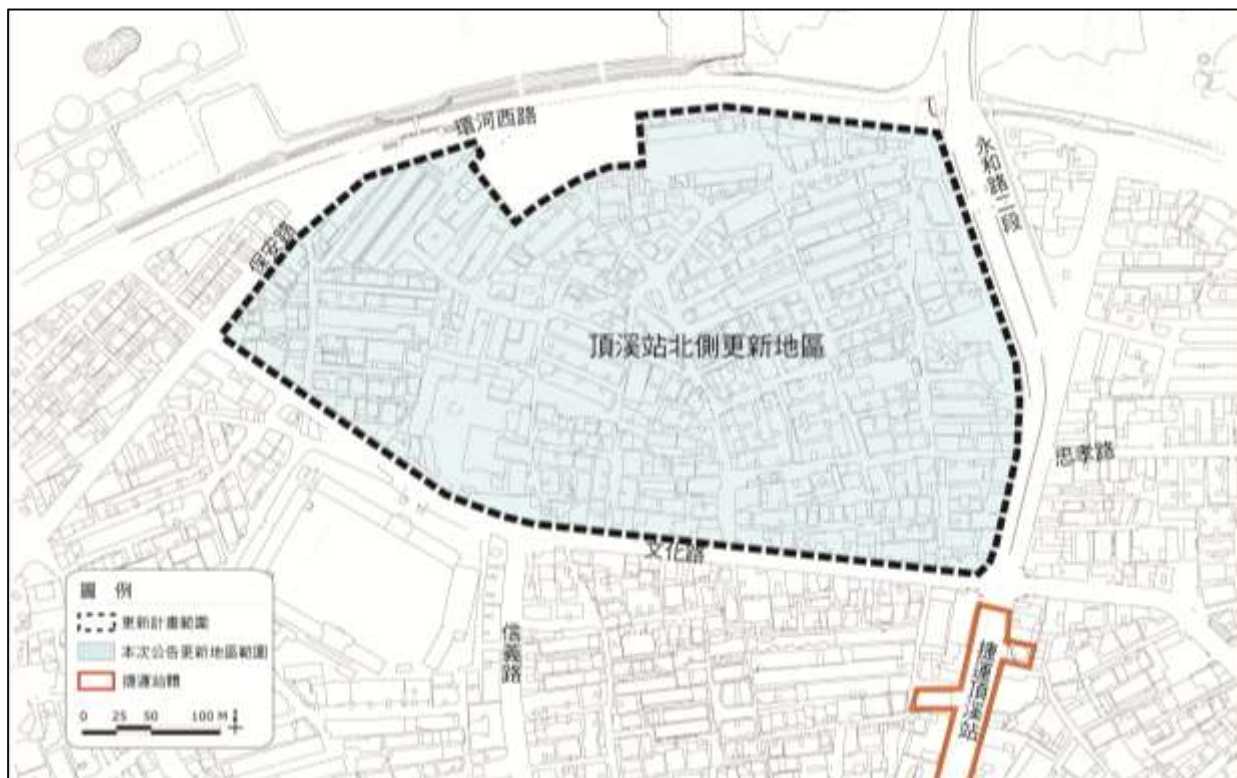 環河西路
永和路二段
保安路
頂溪站北側更新地區
忠孝路
文化路
信義路
捷運頂溪站
圖 例
更新計畫範圍
本次公告更新地區範圍
捷運站體
0 25 50 100 M